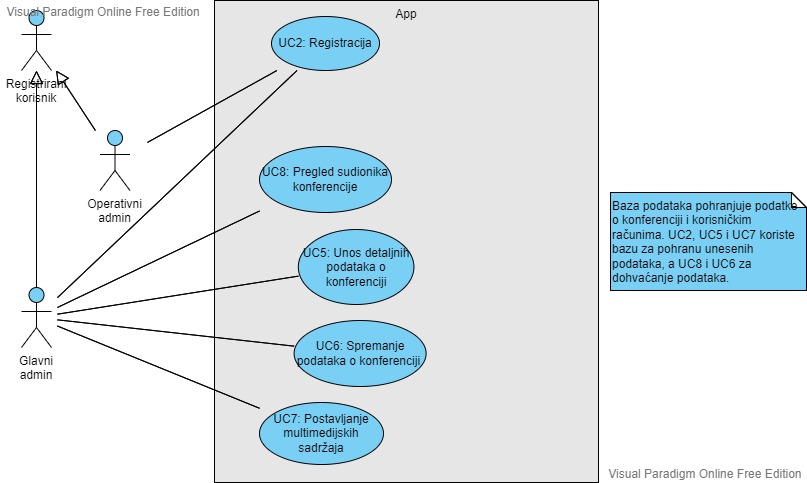 Visual Paradigm Online Free Edition
App
UC2: Registracija
Registrirani
korisnik
Operativni
admin
UC8: Pregled sudionika
konferencije
Baza podataka pohranjuje podatke
o konferenciji i korisničkim
računima. UC2, UC5 i UC7 koriste
bazu za pohranu unesenih
podataka, a UC8 i UC6 za
dohvaćanje podataka.
UC5: Unos detaljnih
podataka o
konferenciji
Glavni
admin
UC6: Spremanje
podataka o konferenciji
UC7: Postavljanje
multimedijskih
sadržaja
Visual Paradigm Online Free Edition